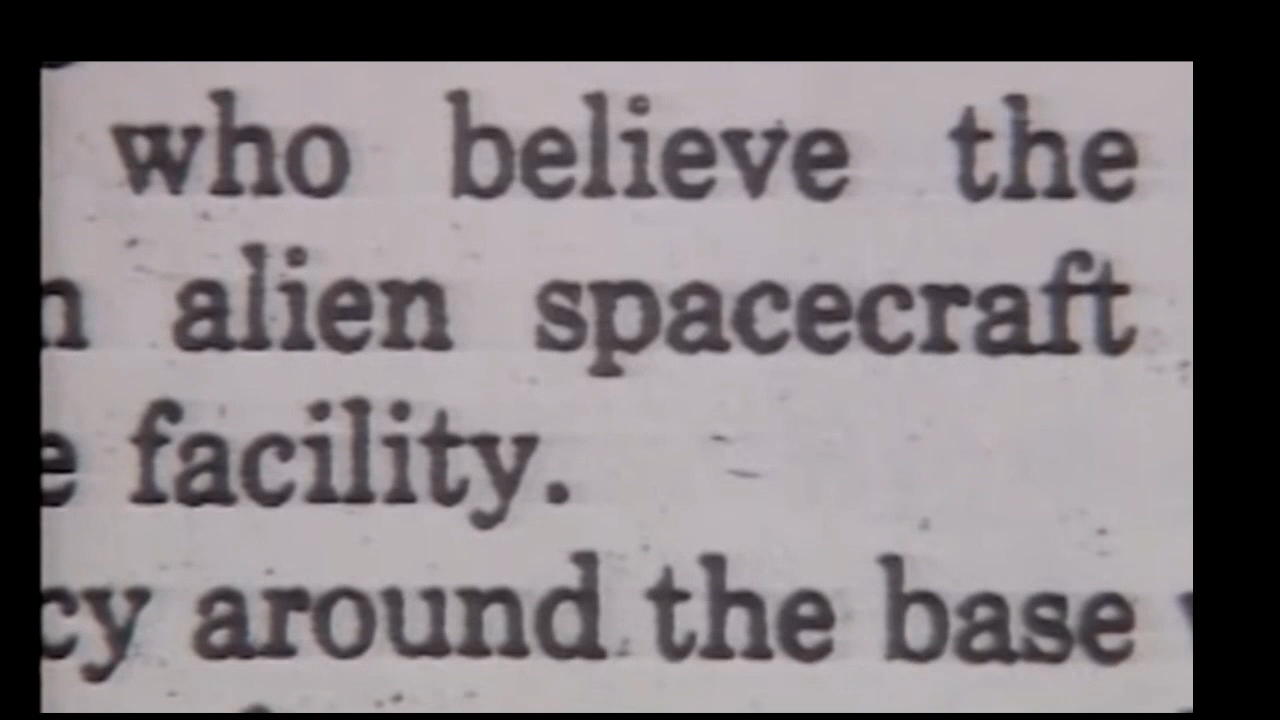 who believe the
n alien spacecraft
e facility.
cy around the base